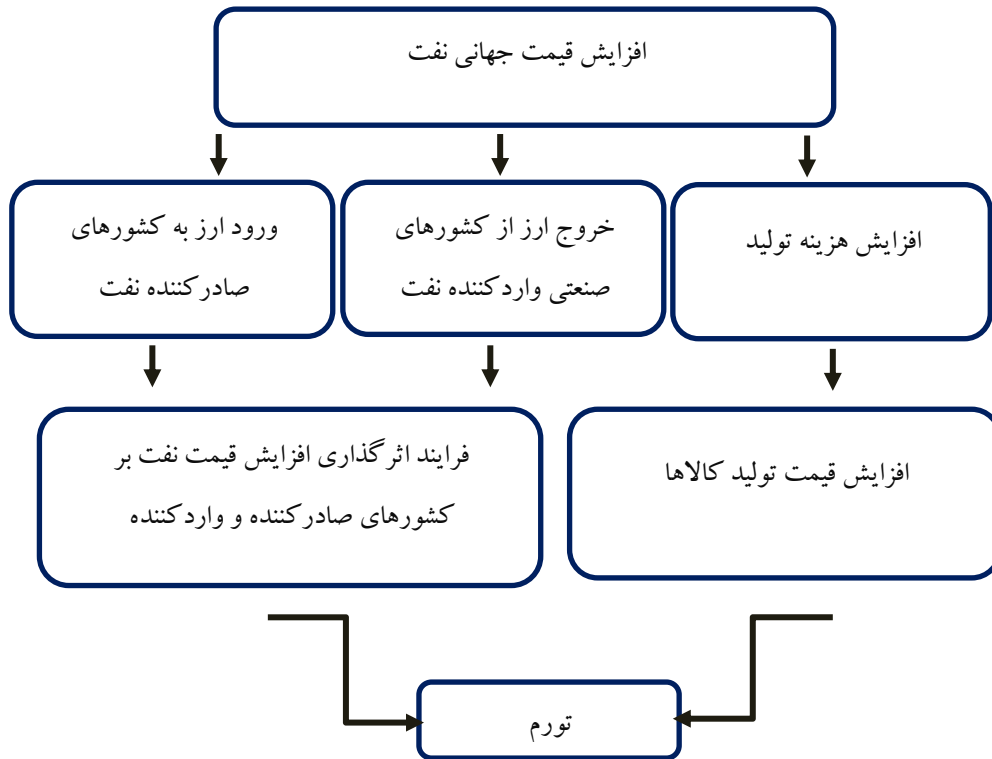 افزایش قیمت جهانی نفت
افزایش هزینه تولید
خروج ارز از کشورهای
صنعتی واردکننده نفت
ورود ارز به کشورهای
صادرکننده نفت
افزایش قیمت تولید کالاها
فرایند اثرگذاری افزایش قیمت نفت بر
کشورهای صادرکننده و واردکننده
تورم